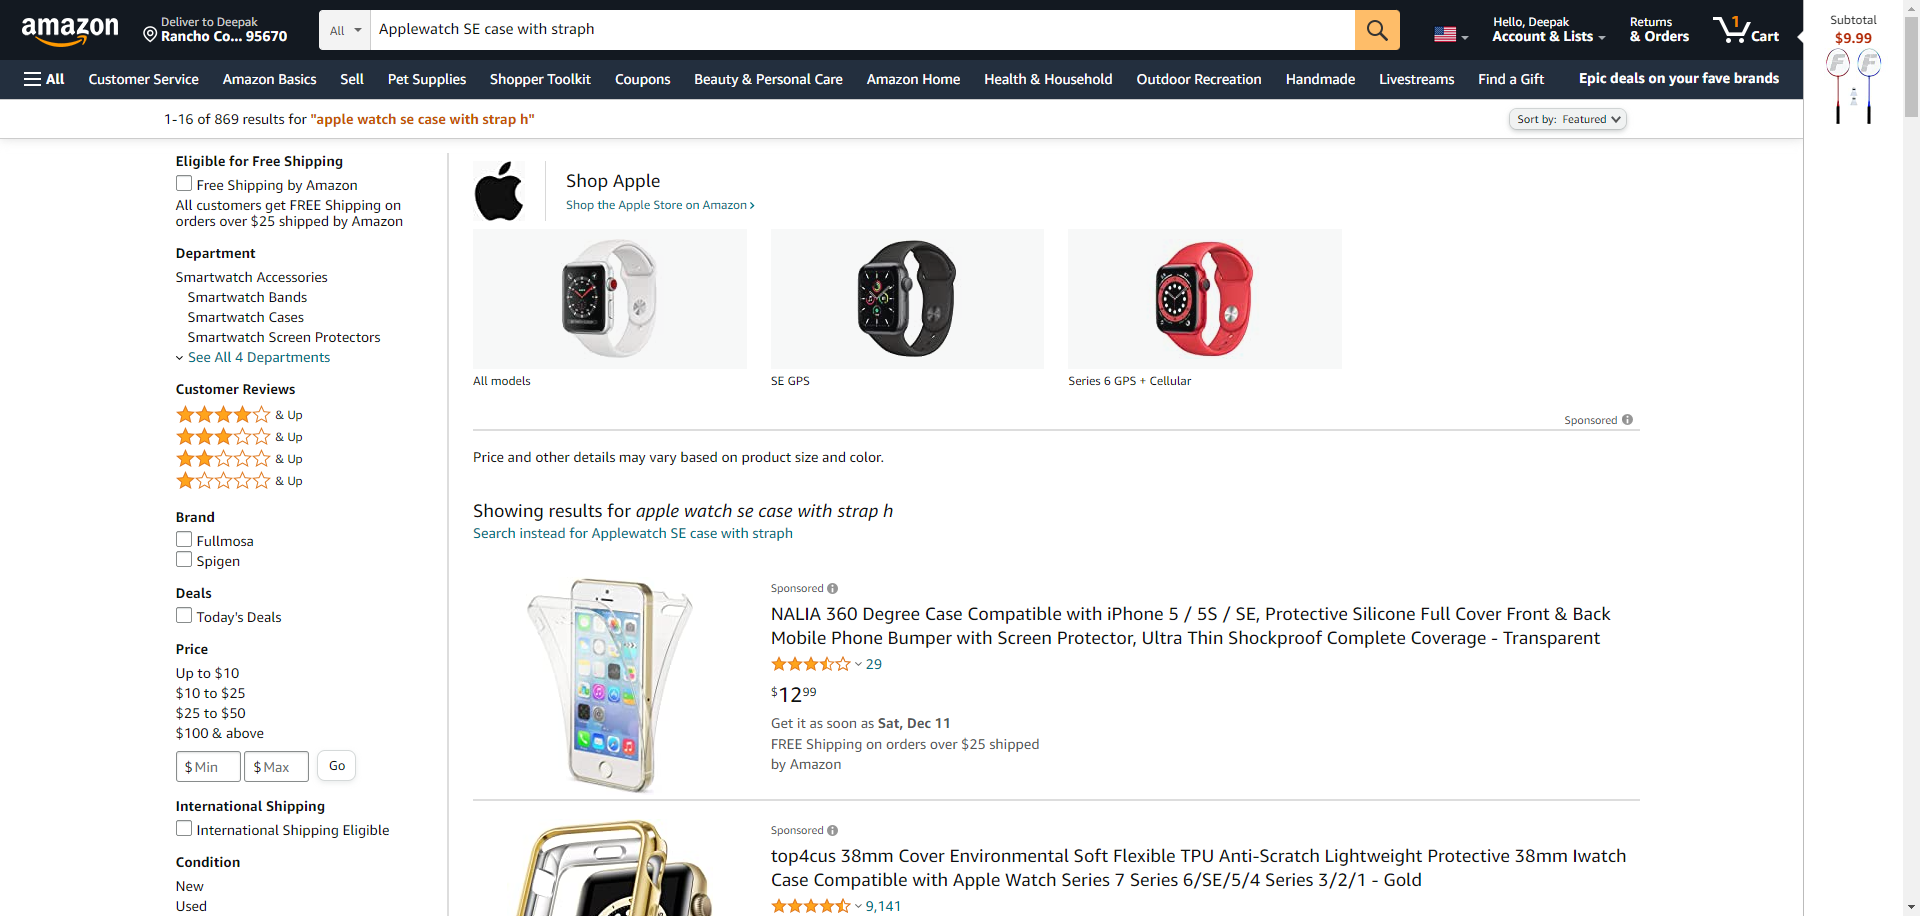 amazon
Deliver to Deepak
Rancho Co... 95670
All
Applewatch SE case with straph
Hello, Deepak
Account & Lists
Returns
& Orders
1
Cart
Subtotal
$9.99
All
Customer Service
Amazon Basics
Sell
Pet Supplies
Shopper Toolkit
Coupons
Beauty & Personal Care
Amazon Home
Health & Household
Outdoor Recreation
Handmade
Livestreams
Find a Gift
Epic deals on your fave brands
1-16 of 869 results for "apple watch se case with strap h"
Sort by: Featured
Eligible for Free Shipping
Free Shipping by Amazon
All customers get FREE Shipping on
orders over $25 shipped by Amazon
Department
Smartwatch Accessories
Smartwatch Bands
Smartwatch Cases
Smartwatch Screen Protectors
See All 4 Departments
Customer Reviews
& Up
& Up
& Up
& Up
Brand
Fullmosa
Spigen
Deals
Today's Deals
Price
Up to $10
$10 to $25
$25 to $50
$100 & above
$ Min
$ Max
Go
International Shipping
International Shipping Eligible
Condition
New
Used
Shop Apple
Shop the Apple Store on Amazon ›
All models
SE GPS
Series 6 GPS + Cellular
Sponsored
Price and other details may vary based on product size and color.
Showing results for apple watch se case with strap h
Search instead for Applewatch SE case with straph
Sponsored
NALIA 360 Degree Case Compatible with iPhone 5 / 5S / SE, Protective Silicone Full Cover Front & Back
Mobile Phone Bumper with Screen Protector, Ultra Thin Shockproof Complete Coverage - Transparent
29
$12 99
Get it as soon as Sat, Dec 11
FREE Shipping on orders over $25 shipped
by Amazon
Sponsored
top4cus 38mm Cover Environmental Soft Flexible TPU Anti-Scratch Lightweight Protective 38mm Iwatch
Case Compatible with Apple Watch Series 7 Series 6/SE/5/4 Series 3/2/1 - Gold
9,141